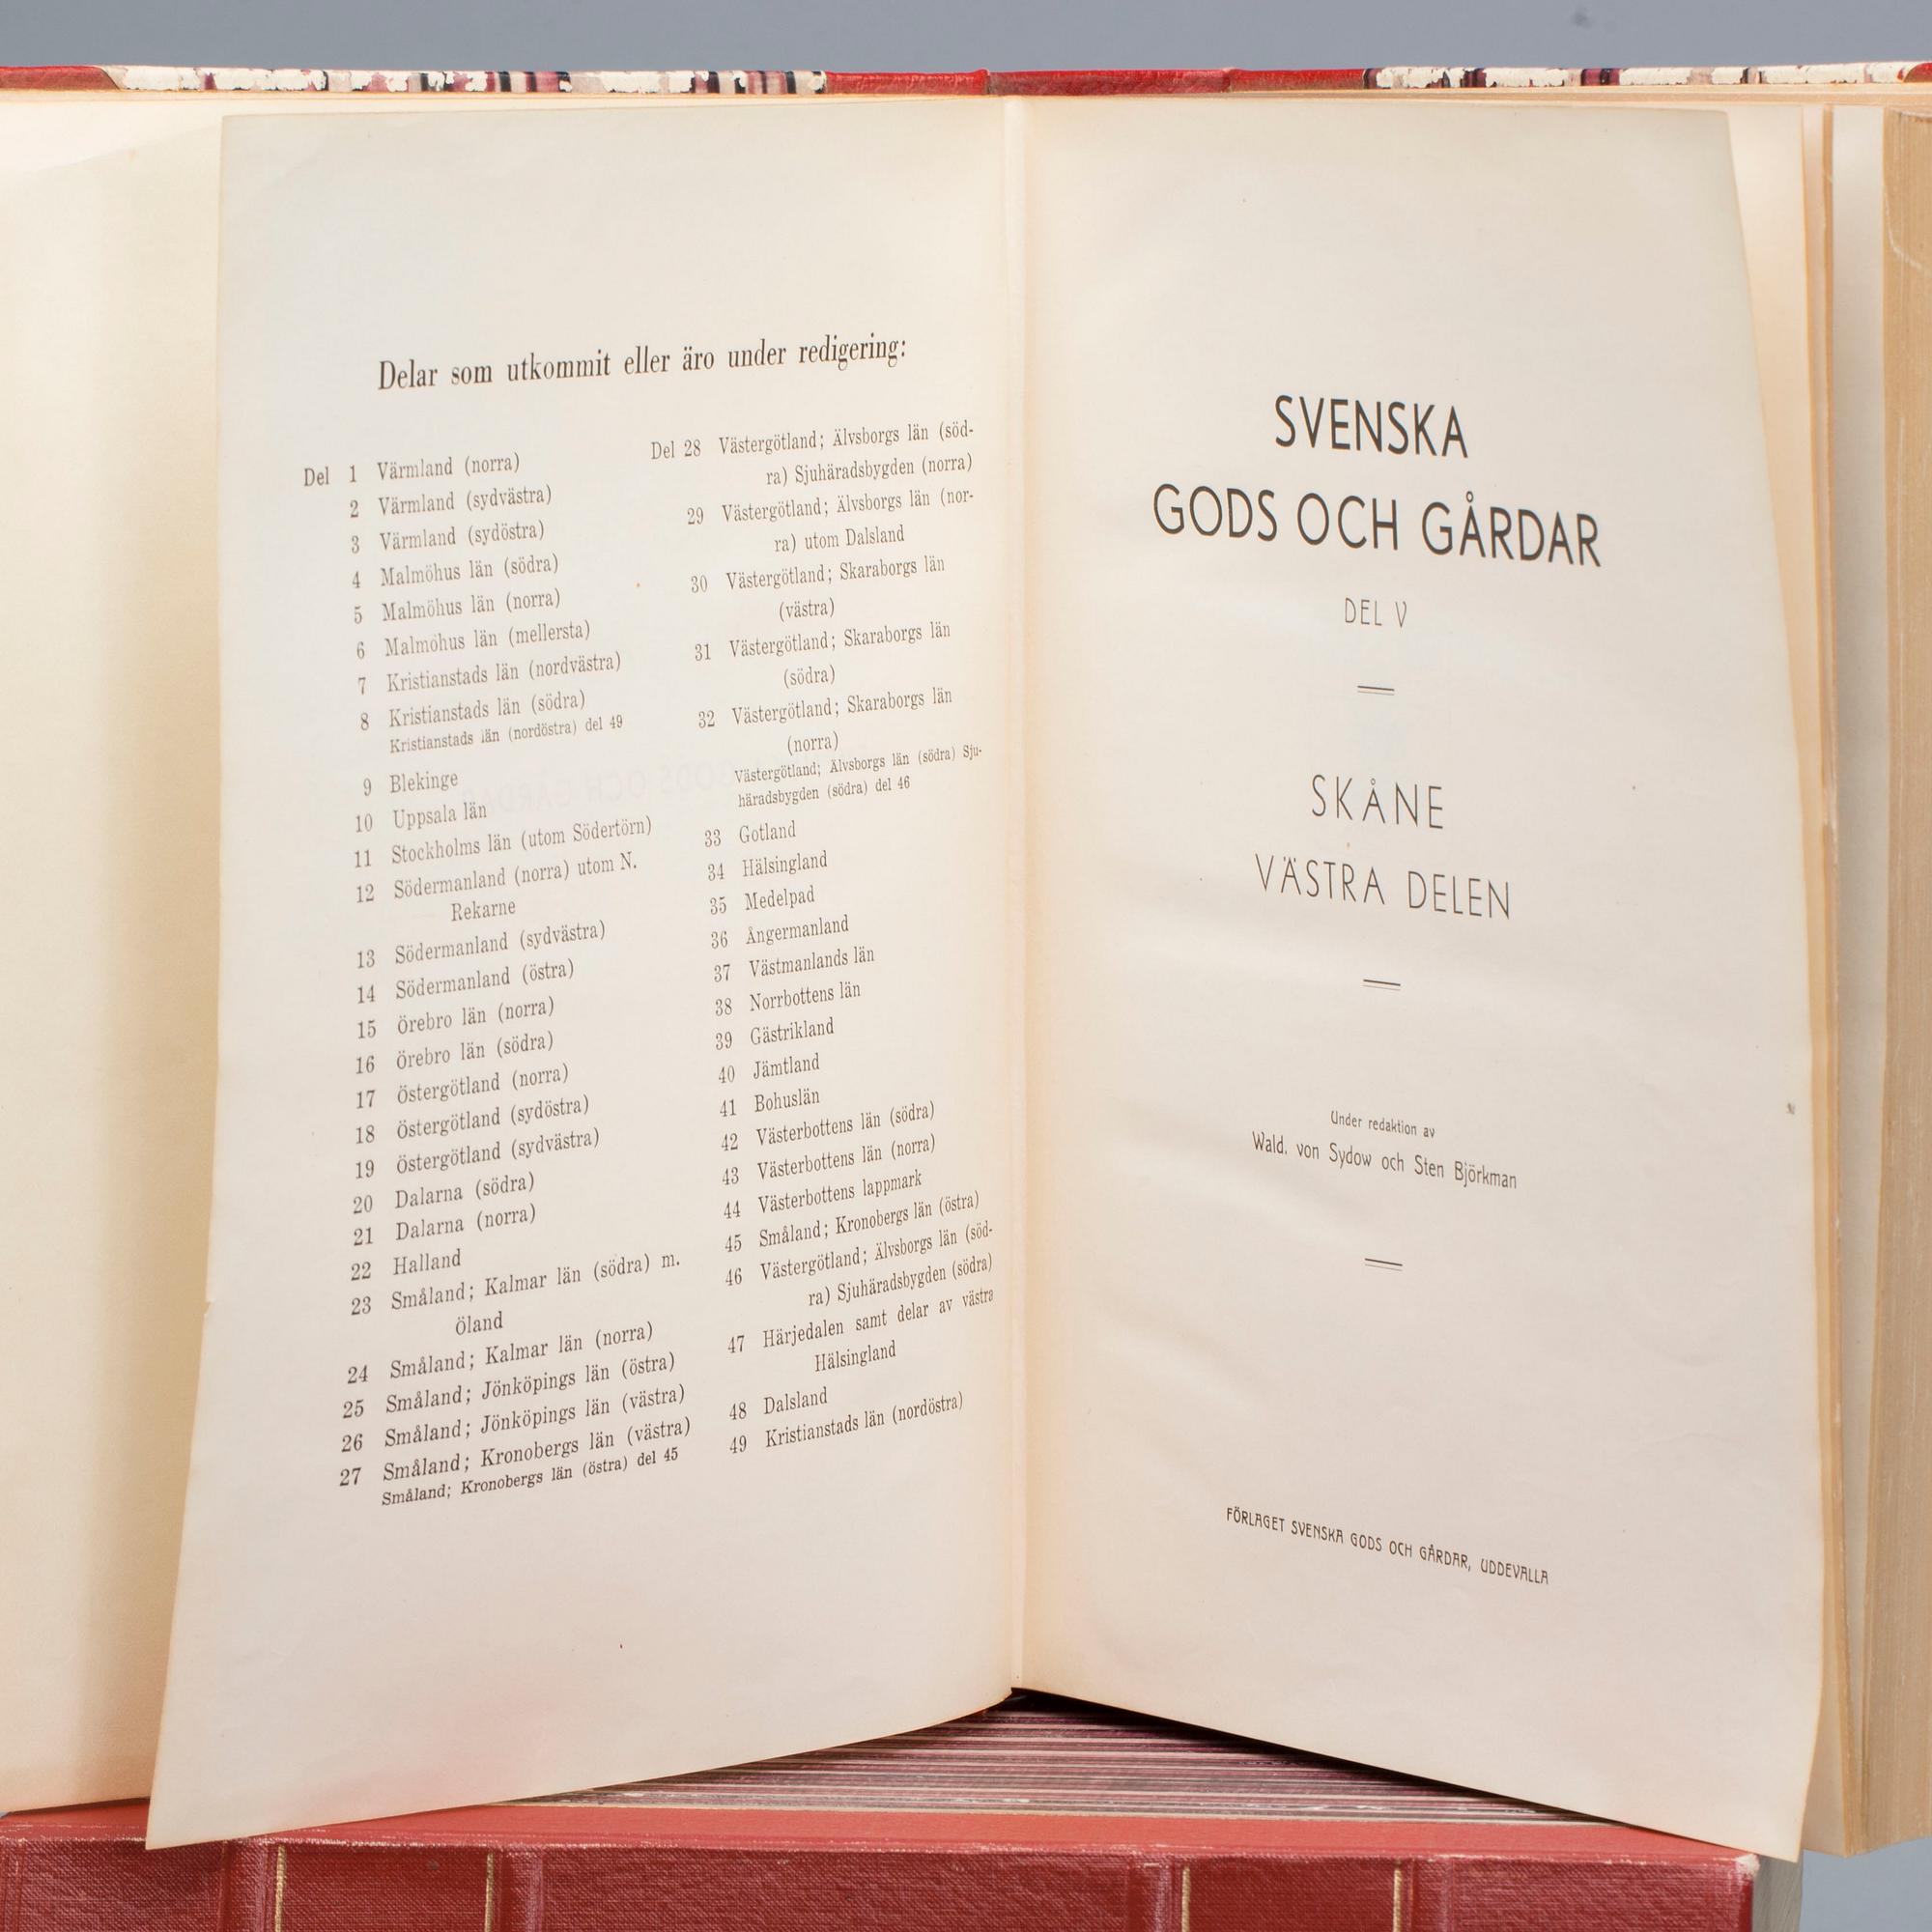 Delar som utkommit eller äro under redigering:
Del 1 Värmland (norra)
2 Värmland (sydvästra)
3 Värmland (sydöstra)
4 Malmöhus län (södra)
5 Malmöhus län (norra)
6 Malmöhus län (mellersta)
7 Kristianstads län (nordvästra)
8 Kristianstads län (södra)
Kristianstads län (nordöstra) del 49
9 Blekinge
10 Uppsala län
11 Stockholms län (utom Södertörn)
12 Södermanland (norra) utom N.
Rekarne
13 Södermanland (sydvästra)
14 Södermanland (östra)
15 Örebro län (norra)
16 Örebro län (södra)
17 Östergötland (norra)
18 Östergötland (sydöstra)
19 Östergötland (sydvästra)
20 Dalarna (södra)
21 Dalarna (norra)
22 Halland
23 Småland; Kalmar län (södra) m.
Öland
24 Småland; Kalmar län (norra)
25 Småland; Jönköpings län (östra)
26 Småland; Jönköpings län (västra)
27 Småland; Kronobergs län (västra)
Småland; Kronobergs län (östra) del 45
Del 28 Västergötland; Älvsborgs län (söd-
ra) Sjuhäradsbygden (norra)
29 Västergötland; Älvsborgs län (nor-
ra) utom Dalsland
30 Västergötland; Skaraborgs län
(västra)
31 Västergötland; Skaraborgs län
(södra)
32 Västergötland; Skaraborgs län
(norra)
Västergötland; Älvsborgs län (södra) Sju-
häradsbygden (södra) del 46
33 Gotland
34 Hälsingland
35 Medelpad
36 Ångermanland
37 Västmanlands län
38 Norrbottens län
39 Gästrikland
40 Jämtland
41 Bohuslän
42 Västerbottens län (södra)
43 Västerbottens län (norra)
44 Västerbottens lappmark
45 Småland; Kronobergs län (östra)
46 Västergötland; Älvsborgs län (söd-
ra) Sjuhäradsbygden (södra)
47 Härjedalen samt delar av västra
Hälsingland
48 Dalsland
49 Kristianstads län (nordöstra)
SVENSKA
GODS OCH GÅRDAR
DEL V
SKÅNE
VÄSTRA DELEN
Under redaktion av
Wald. von Sydow och Sten Björkman
FÖRLAGET SVENSKA GODS OCH GÅRDAR, UDDEVALLA